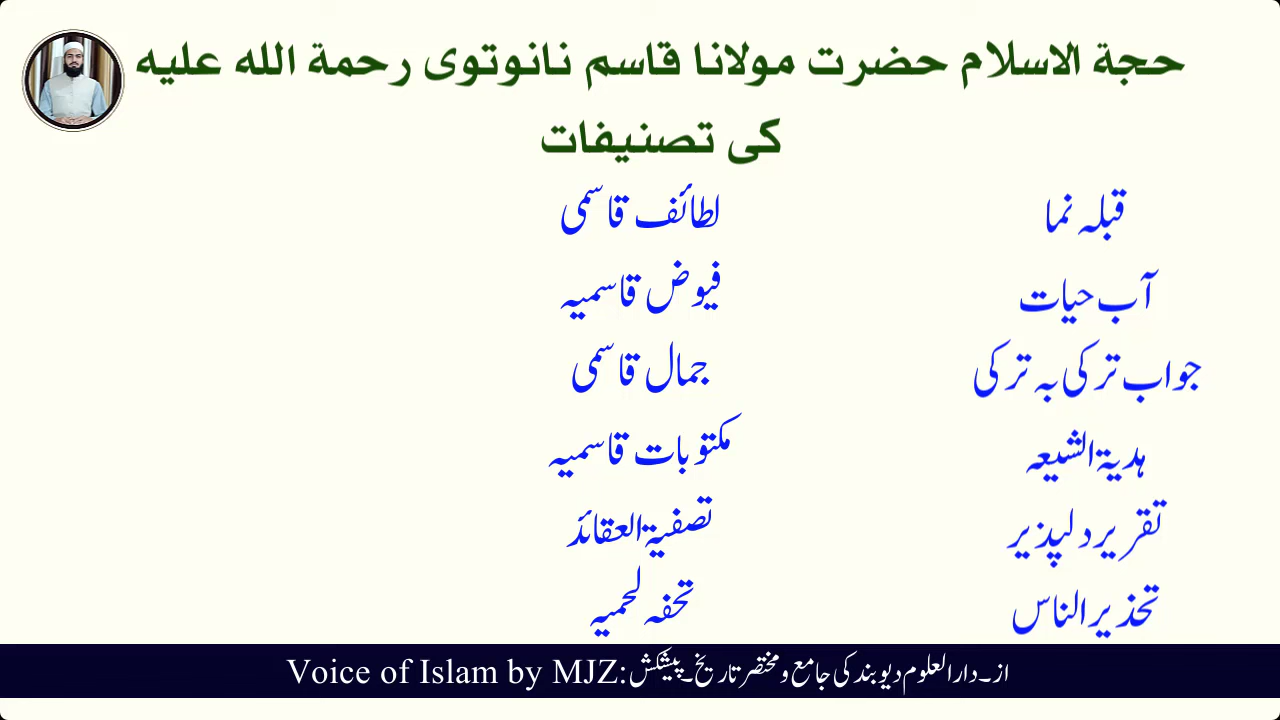 حجة الاسلام حضرت مولانا قاسم نانوتوی رحمة الله علیه
کی تصنیفات
قبلہ نما
آب حیات
جواب ترکی بہ ترکی
ہدیۃ الشیعہ
تقریر دلپذیر
تحذیر الناس
لطائف قاسمی
فیوض قاسمیہ
جمال قاسمی
مکتوبات قاسمیہ
تصفیۃ العقائد
تحفہ لحمیہ
از۔دارالعلوم دیوبند کی جامع و مختصر تاریخ۔پیشکش:Voice of Islam by MJZ